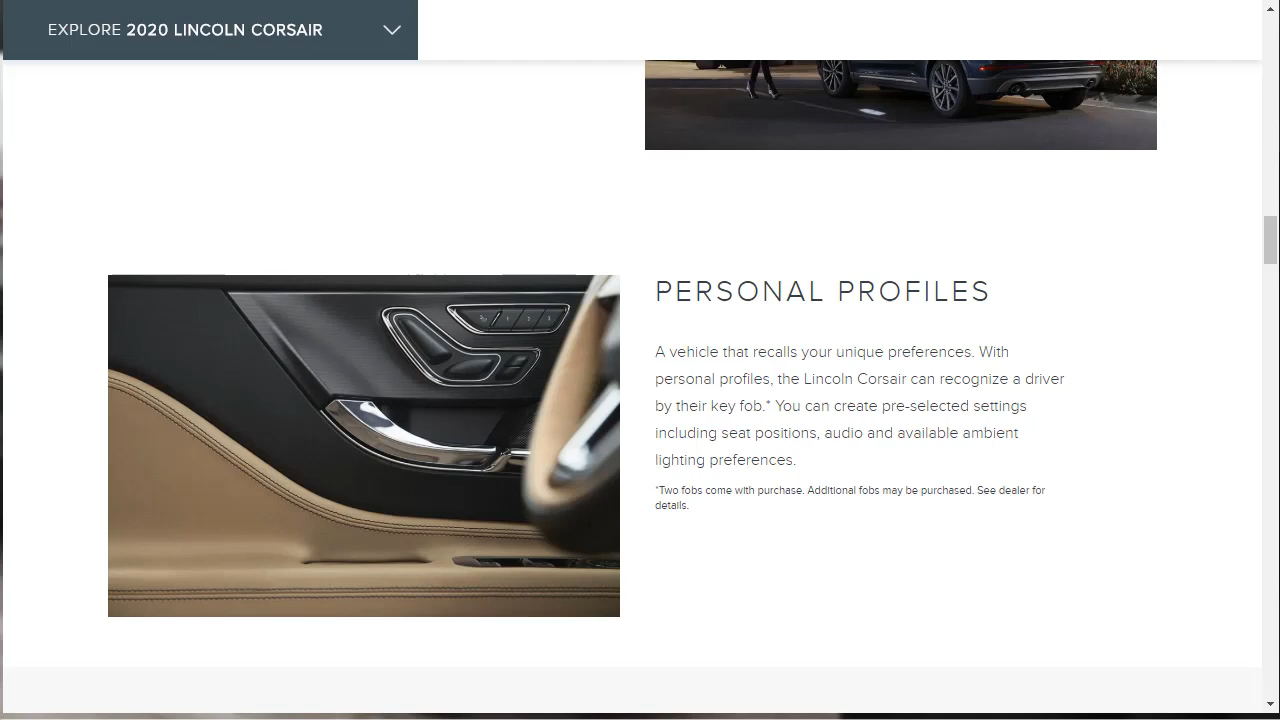 EXPLORE 2020 LINCOLN CORSAIR
PERSONAL PROFILES
A vehicle that recalls your unique preferences. With
personal profiles, the Lincoln Corsair can recognize a driver
by their key fob.* You can create pre-selected settings
including seat positions, audio and available ambient
lighting preferences.
*Two fobs come with purchase. Additional fobs may be purchased. See dealer for
details.